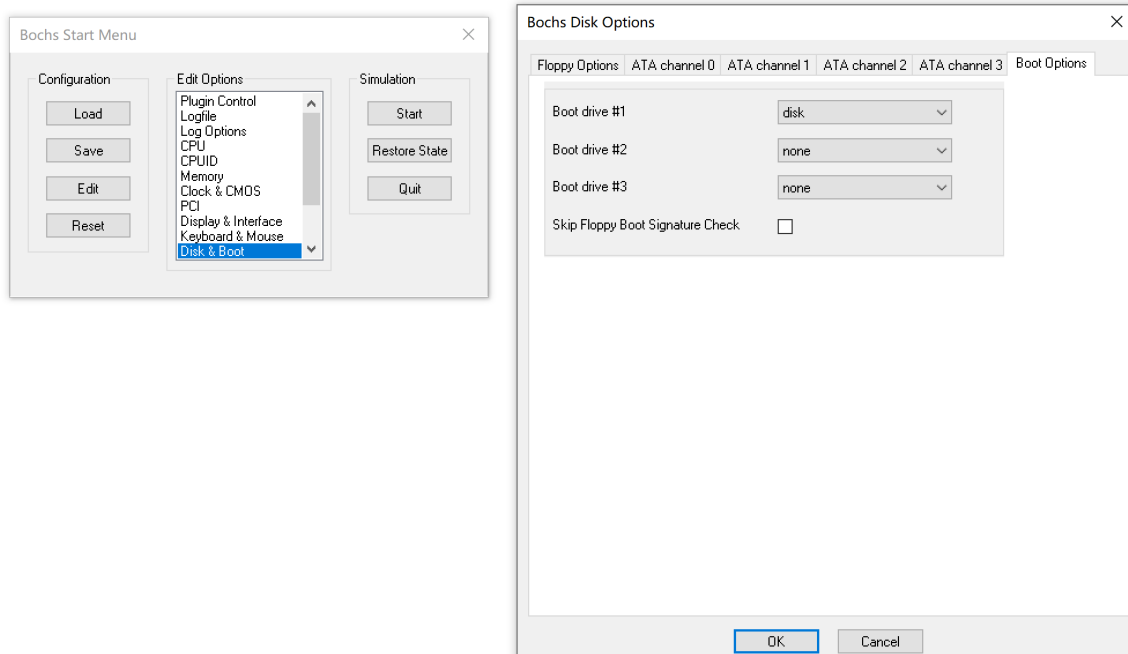 Bochs Start Menu
Configuration
Load
Save
Edit
Reset
Edit Options
Plugin Control
Logfile
Log Options
CPU
CPUID
Memory
Clock & CMOS
PCI
Display & Interface
Keyboard & Mouse
Disk & Boot
Simulation
Start
Restore State
Quit
Bochs Disk Options
Floppy Options ATA channel 0 ATA channel 1 ATA channel 2 ATA channel 3 Boot Options
Boot drive #1 disk
Boot drive #2 none
Boot drive #3 none
Skip Floppy Boot Signature Check
OK Cancel